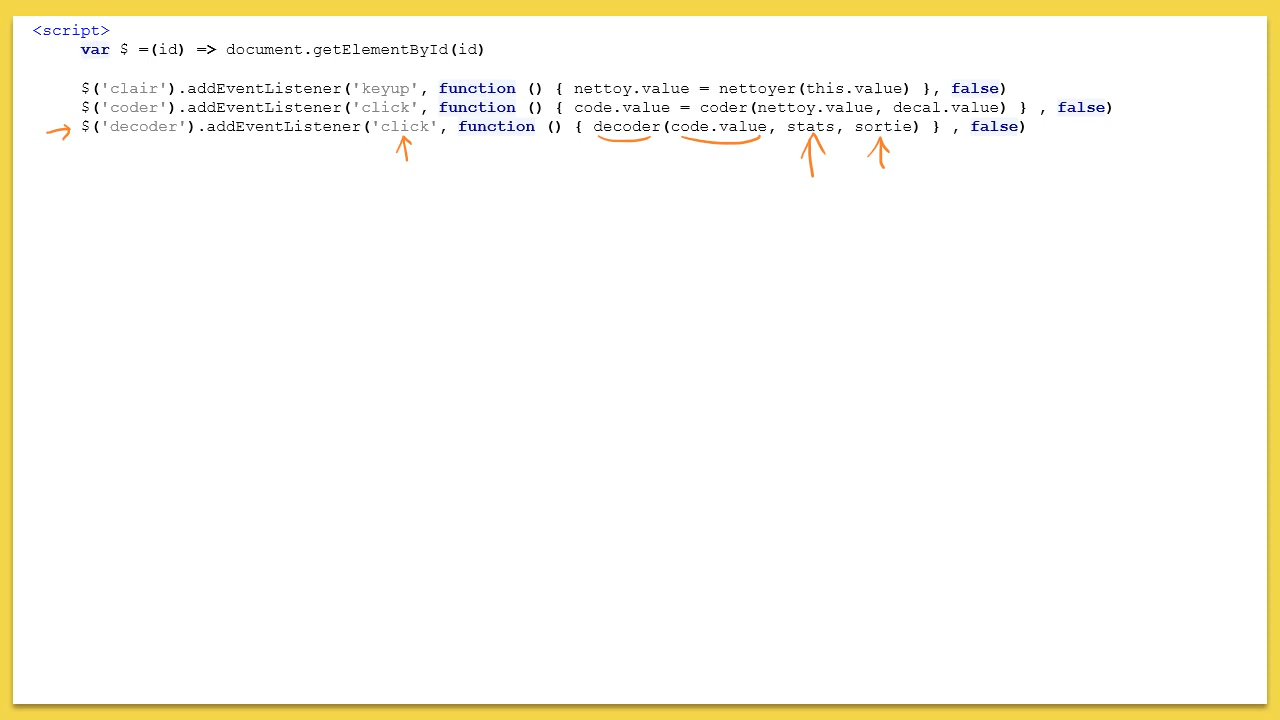 <script>
var $ =(id) => document.getElementById(id)
$('clair').addEventListener('keyup', function () { nettoy.value = nettoyer(this.value) }, false)
$('coder').addEventListener('click', function () { code.value = coder(nettoy.value, decal.value) } , false)
$('decoder').addEventListener('click', function () { decoder(code.value, stats, sortie) } , false)